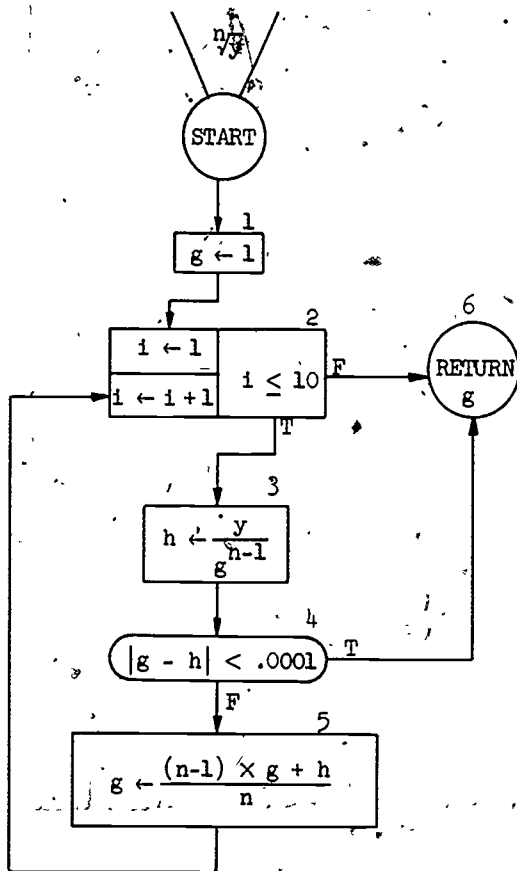 n√y
START
1
g ← 1
2
i ← 1
i ← i + 1
i ≤ 10
F
T
6
RETURN
g
3
h ← y / g^{n-1}
4
|g - h| < .0001
T
F
5
g ← ((n-1) × g + h) / n